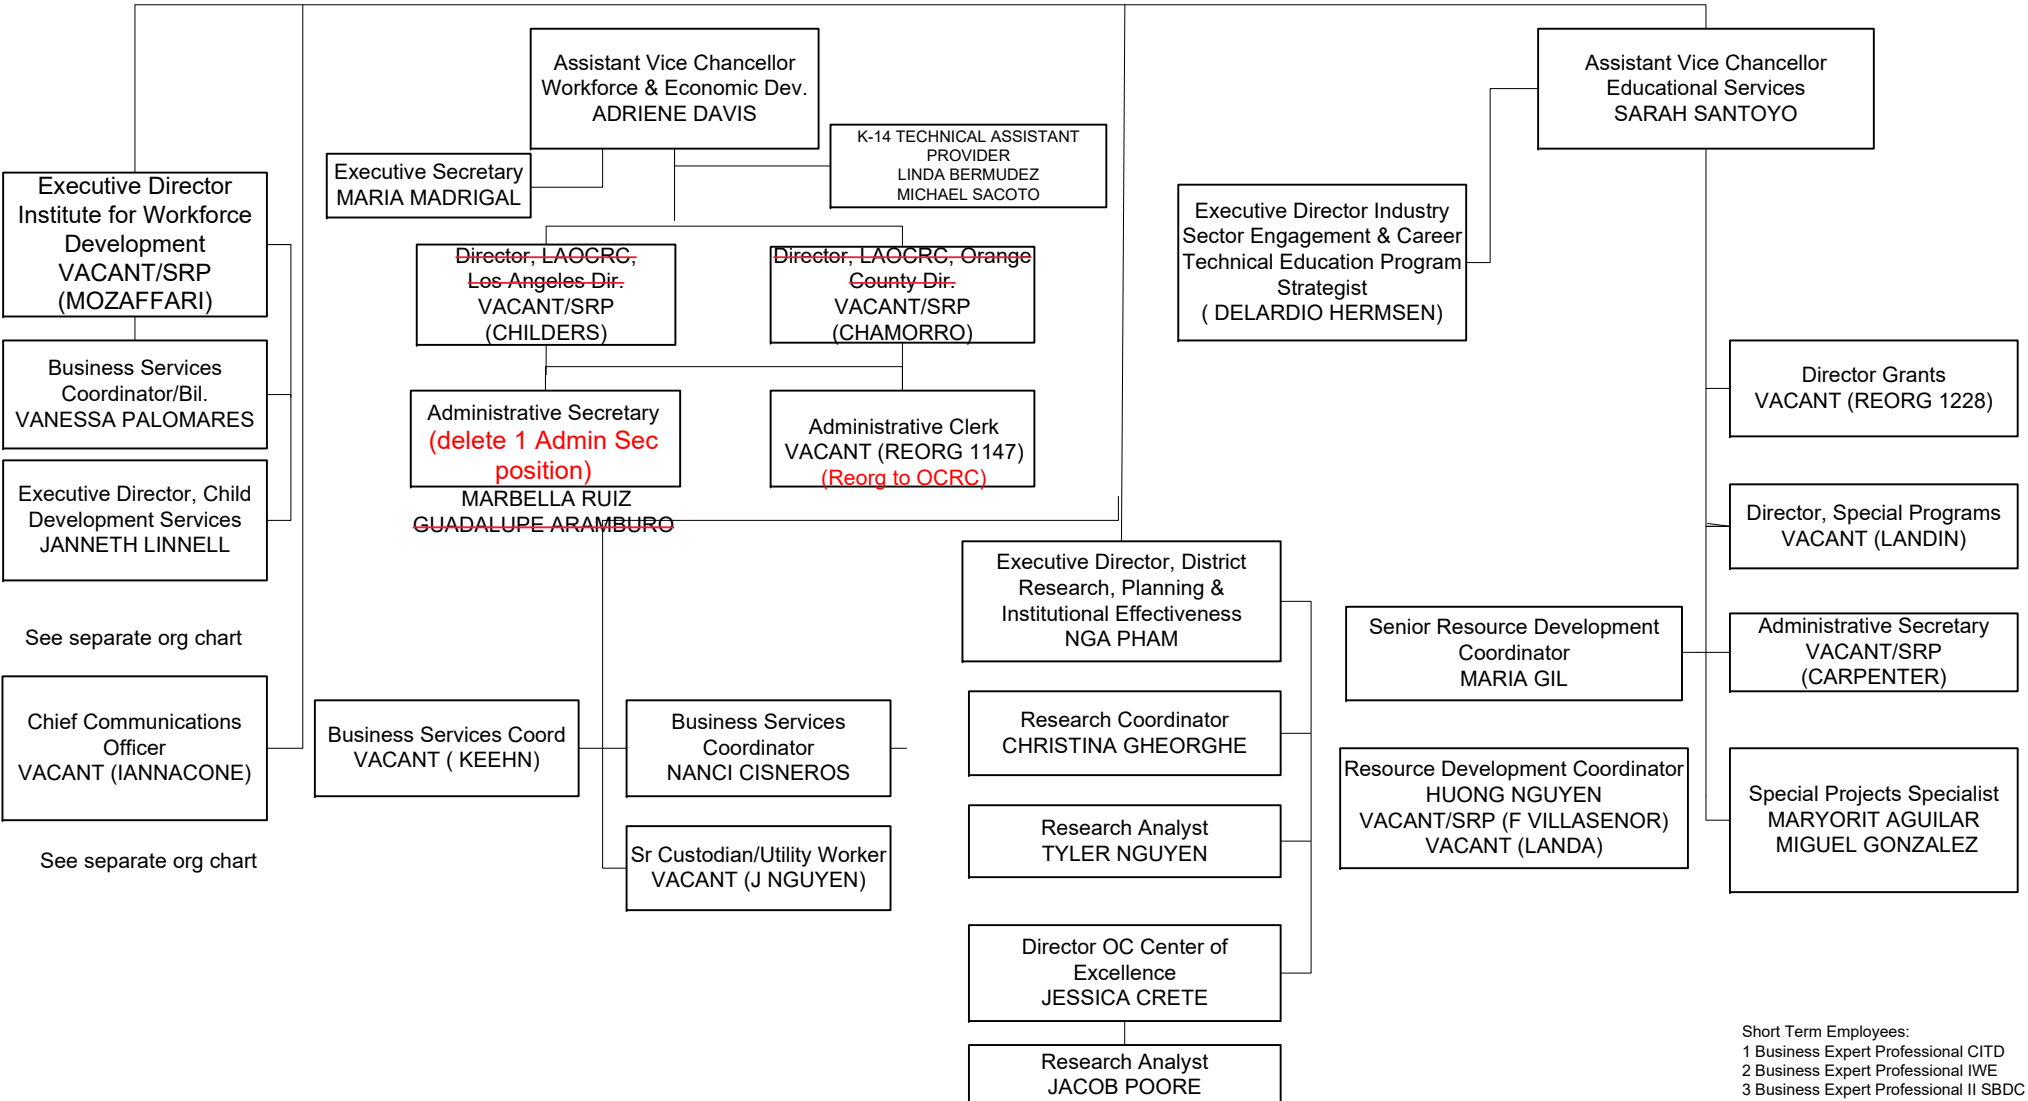 Assistant Vice Chancellor
Workforce & Economic Dev.
ADRIENE DAVIS
Assistant Vice Chancellor
Educational Services
SARAH SANTOYO
K-14 TECHNICAL ASSISTANT
PROVIDER
LINDA BERMUDEZ
MICHAEL SACOTO
Executive Secretary
MARIA MADRIGAL
Executive Director
Institute for Workforce
Development
VACANT/SRP
(MOZAFFARI)
Executive Director Industry
Sector Engagement & Career
Technical Education Program
Strategist
( DELARDIO HERMSEN)
Director, LAOCRC,
Los Angeles Dir.
VACANT/SRP
(CHILDERS)
Director, LAOCRC, Orange
County Dir.
VACANT/SRP
(CHAMORRO)
Business Services
Coordinator/Bil.
VANESSA PALOMARES
Director Grants
VACANT (REORG 1228)
Administrative Secretary
(delete 1 Admin Sec
position)
MARBELLA RUIZ
GUADALUPE ARAMBURO
Administrative Clerk
VACANT (REORG 1147)
(Reorg to OCRC)
Executive Director, Child
Development Services
JANNETH LINNELL
Director, Special Programs
VACANT (LANDIN)
Executive Director, District
Research, Planning &
Institutional Effectiveness
NGA PHAM
See separate org chart
Senior Resource Development
Coordinator
MARIA GIL
Administrative Secretary
VACANT/SRP
(CARPENTER)
Chief Communications
Officer
VACANT (IANNACONE)
Business Services Coord
VACANT ( KEEHN)
Business Services
Coordinator
NANCI CISNEROS
Research Coordinator
CHRISTINA GHEORGHE
Resource Development Coordinator
HUONG NGUYEN
VACANT/SRP (F VILLASENOR)
VACANT (LANDA)
Special Projects Specialist
MARYORIT AGUILAR
MIGUEL GONZALEZ
See separate org chart
Sr Custodian/Utility Worker
VACANT (J NGUYEN)
Research Analyst
TYLER NGUYEN
Director OC Center of
Excellence
JESSICA CRETE
Research Analyst
JACOB POORE
Short Term Employees:
1 Business Expert Professional CITD
2 Business Expert Professional IWE
3 Business Expert Professional II SBDC